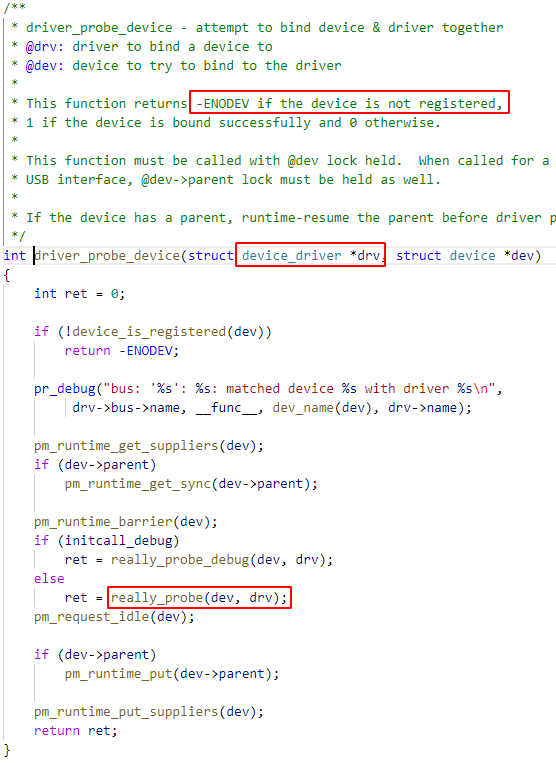 /**
 * driver_probe_device - attempt to bind device & driver together
 * @drv: driver to bind a device to
 * @dev: device to try to bind to the driver
 *
 * This function returns -ENODEV if the device is not registered,
 * 1 if the device is bound successfully and 0 otherwise.
 *
 * This function must be called with @dev lock held.  When called for a
 * USB interface, @dev->parent lock must be held as well.
 *
 * If the device has a parent, runtime-resume the parent before driver p
 */
int driver_probe_device(struct device_driver *drv, struct device *dev)
{
    int ret = 0;

    if (!device_is_registered(dev))
        return -ENODEV;

    pr_debug("bus: '%s': %s: matched device %s with driver %s\n",
         drv->bus->name, __func__, dev_name(dev), drv->name);

    pm_runtime_get_suppliers(dev);
    if (dev->parent)
        pm_runtime_get_sync(dev->parent);

    pm_runtime_barrier(dev);
    if (initcall_debug)
        ret = really_probe_debug(dev, drv);
    else
        ret = really_probe(dev, drv);
    pm_request_idle(dev);

    if (dev->parent)
        pm_runtime_put(dev->parent);

    pm_runtime_put_suppliers(dev);
    return ret;
}